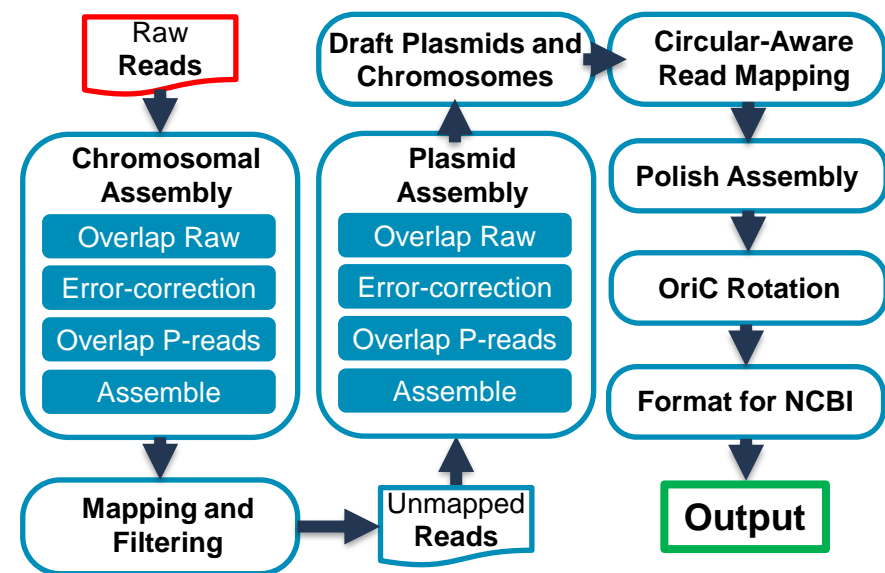 Raw
Reads
Chromosomal
Assembly
Overlap Raw
Error-correction
Overlap P-reads
Assemble
Mapping and
Filtering
Unmapped
Reads
Plasmid
Assembly
Overlap Raw
Error-correction
Overlap P-reads
Assemble
Draft Plasmids and
Chromosomes
Circular-Aware
Read Mapping
Polish Assembly
OriC Rotation
Format for NCBI
Output